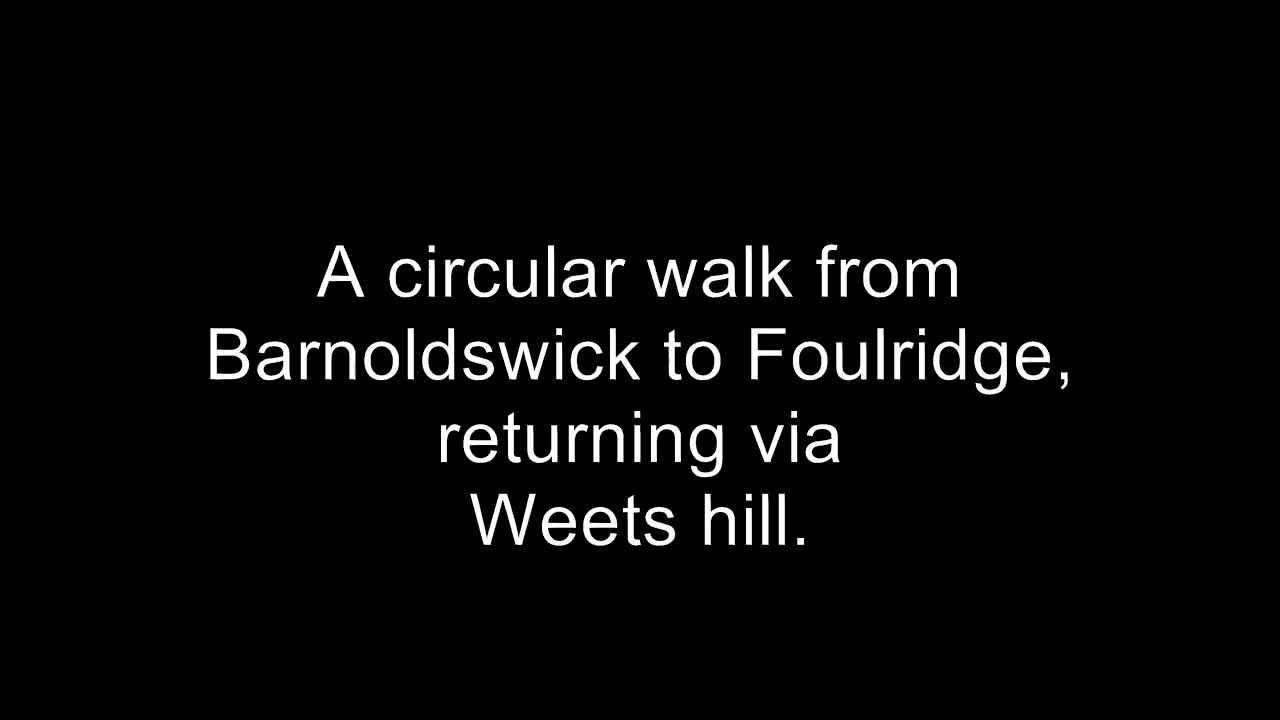 A circular walk from
Barnoldswick to Foulridge,
returning via
Weets hill.